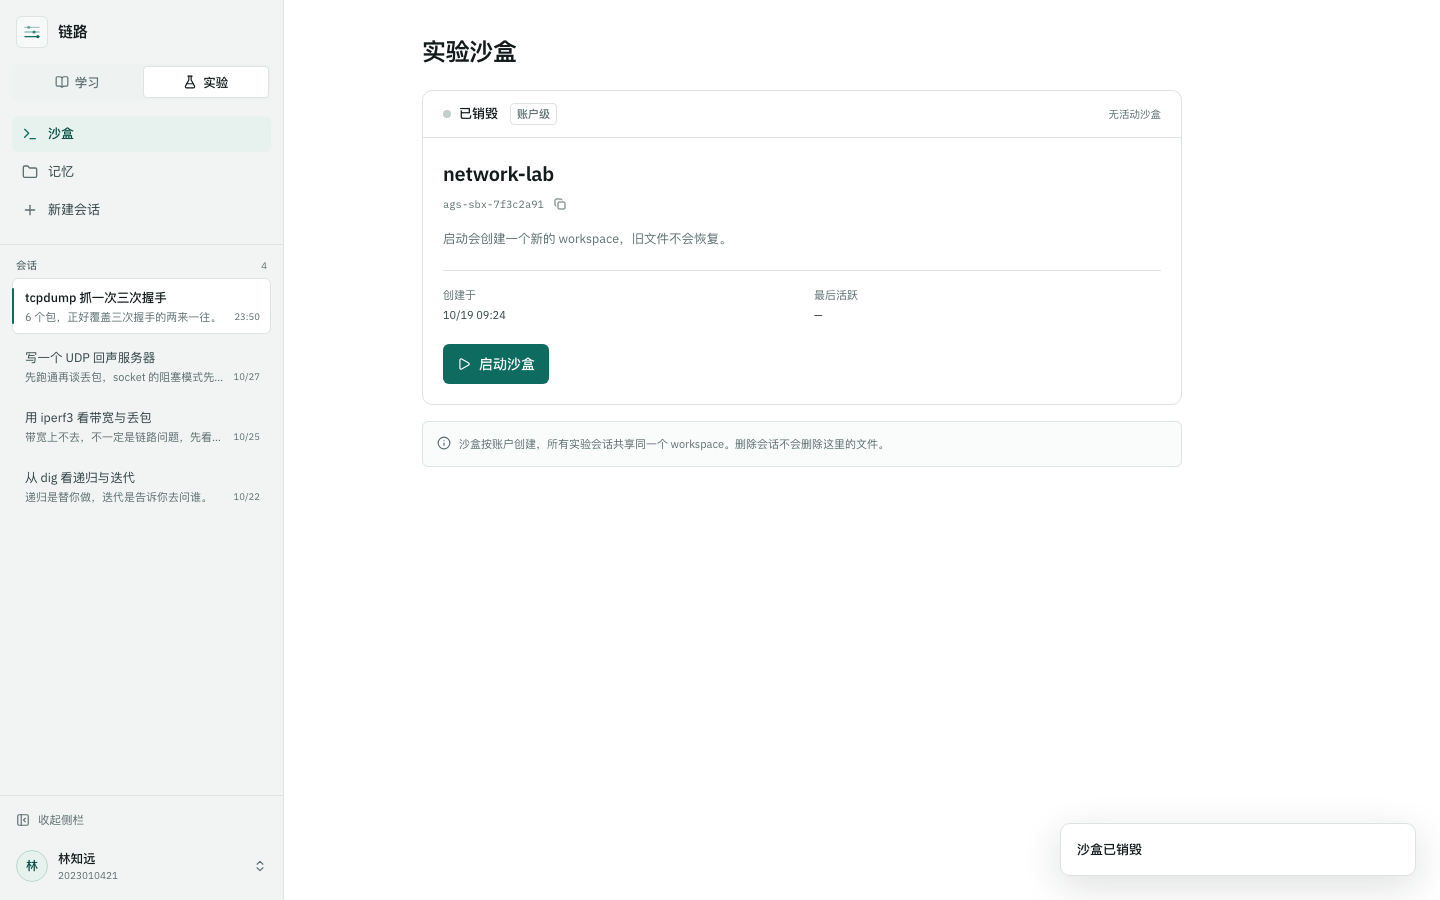 链路
学习
实验
沙盒
记忆
新建会话
会话
4
tcpdump 抓一次三次握手
6 个包，正好覆盖三次握手的两来一往。
23:50
写一个 UDP 回声服务器
先跑通再谈丢包，socket 的阻塞模式先...
10/27
用 iperf3 看带宽与丢包
带宽上不去，不一定是链路问题，先看...
10/25
从 dig 看递归与迭代
递归是替你做，迭代是告诉你去问谁。
10/22
收起侧栏
林
林知远
2023010421
实验沙盒
已销毁
账户级
无活动沙盒
network-lab
ags-sbx-7f3c2a91
启动会创建一个新的 workspace，旧文件不会恢复。
创建于
10/19 09:24
最后活跃
—
启动沙盒
沙盒按账户创建，所有实验会话共享同一个 workspace。删除会话不会删除这里的文件。
沙盒已销毁